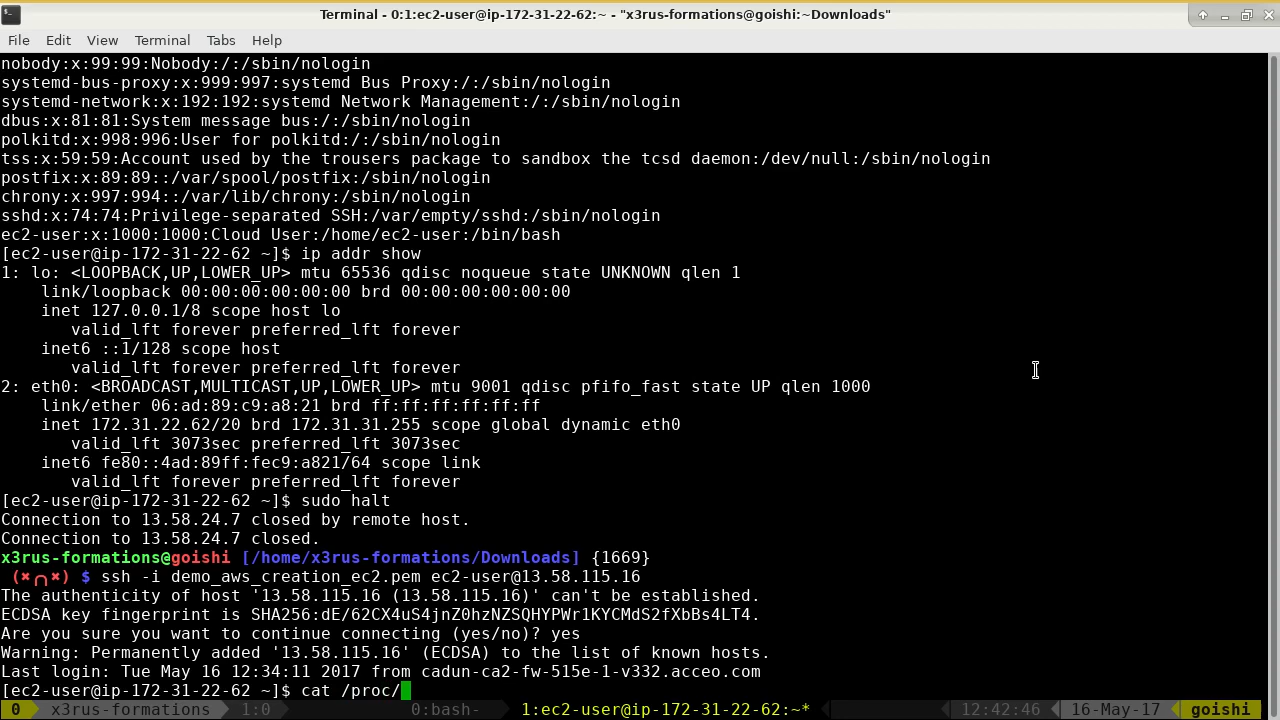 Terminal - 0:1:ec2-user@ip-172-31-22-62:~ - "x3rus-formations@goishi:~Downloads"
File Edit View Terminal Tabs Help
nobody:x:99:99:Nobody:/:/sbin/nologin
systemd-bus-proxy:x:999:997:systemd Bus Proxy:/:/sbin/nologin
systemd-network:x:192:192:systemd Network Management:/:/sbin/nologin
dbus:x:81:81:System message bus:/:/sbin/nologin
polkitd:x:998:996:User for polkitd:/:/sbin/nologin
tss:x:59:59:Account used by the trousers package to sandbox the tcsd daemon:/dev/null:/sbin/nologin
postfix:x:89:89::/var/spool/postfix:/sbin/nologin
chrony:x:997:994::/var/lib/chrony:/sbin/nologin
sshd:x:74:74:Privilege-separated SSH:/var/empty/sshd:/sbin/nologin
ec2-user:x:1000:1000:Cloud User:/home/ec2-user:/bin/bash
[ec2-user@ip-172-31-22-62 ~]$ ip addr show
1: lo: <LOOPBACK,UP,LOWER_UP> mtu 65536 qdisc noqueue state UNKNOWN qlen 1
    link/loopback 00:00:00:00:00:00 brd 00:00:00:00:00:00
    inet 127.0.0.1/8 scope host lo
       valid_lft forever preferred_lft forever
    inet6 ::1/128 scope host
       valid_lft forever preferred_lft forever
2: eth0: <BROADCAST,MULTICAST,UP,LOWER_UP> mtu 9001 qdisc pfifo_fast state UP qlen 1000
    link/ether 06:ad:89:c9:a8:21 brd ff:ff:ff:ff:ff:ff
    inet 172.31.22.62/20 brd 172.31.31.255 scope global dynamic eth0
       valid_lft 3073sec preferred_lft 3073sec
    inet6 fe80::4ad:89ff:fec9:a821/64 scope link
       valid_lft forever preferred_lft forever
[ec2-user@ip-172-31-22-62 ~]$ sudo halt
Connection to 13.58.24.7 closed by remote host.
Connection to 13.58.24.7 closed.
x3rus-formations@goishi [/home/x3rus-formations/Downloads] {1669}
 (✖╭╮✖) $ ssh -i demo_aws_creation_ec2.pem ec2-user@13.58.115.16
The authenticity of host '13.58.115.16 (13.58.115.16)' can't be established.
ECDSA key fingerprint is SHA256:dE/62CX4uS4jnZ0hzNZSQHYPWr1KYCMdS2fXbBs4LT4.
Are you sure you want to continue connecting (yes/no)? yes
Warning: Permanently added '13.58.115.16' (ECDSA) to the list of known hosts.
Last login: Tue May 16 12:34:11 2017 from cadun-ca2-fw-515e-1-v332.acceo.com
[ec2-user@ip-172-31-22-62 ~]$ cat /proc/
0 x3rus-formations 1:0 0:bash- 1:ec2-user@ip-172-31-22-62:~* 12:42:46 16-May-17 goishi